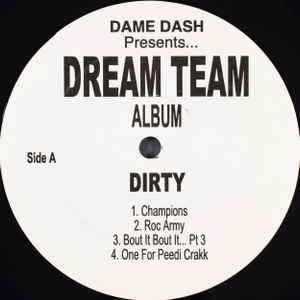 DAME DASH
Presents...
DREAM TEAM
ALBUM
Side A
DIRTY
1. Champions
2. Roc Army
3. Bout It Bout It... Pt 3
4. One For Peedi Crakk